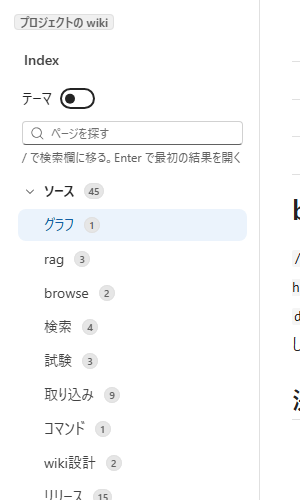 プロジェクトの wiki
Index
テーマ
ページを探す
/ で検索欄に移る。Enter で最初の結果を開く
ソース 45
グラフ 1
rag 3
browse 2
検索 4
試験 3
取り込み 9
コマンド 1
wiki設計 2
リリース 15